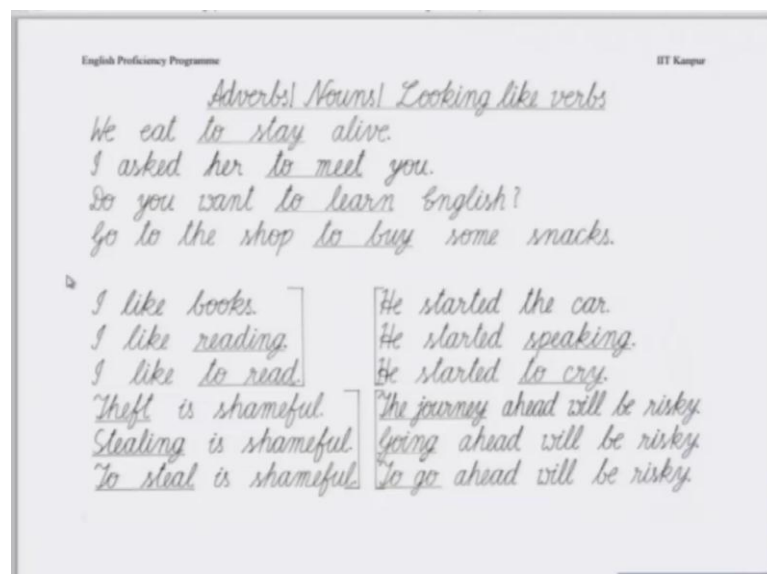 English Proficiency Programme IIT Kanpur
Adverbs| Nouns| Looking like verbs
We eat to stay alive.
I asked her to meet you.
Do you want to learn English?
Go to the shop to buy some snacks.
I like books.
I like reading.
I like to read.
He started the car.
He started speaking.
He started to cry.
Theft is shameful.
Stealing is shameful.
To steal is shameful.
The journey ahead will be risky.
Going ahead will be risky.
To go ahead will be risky.